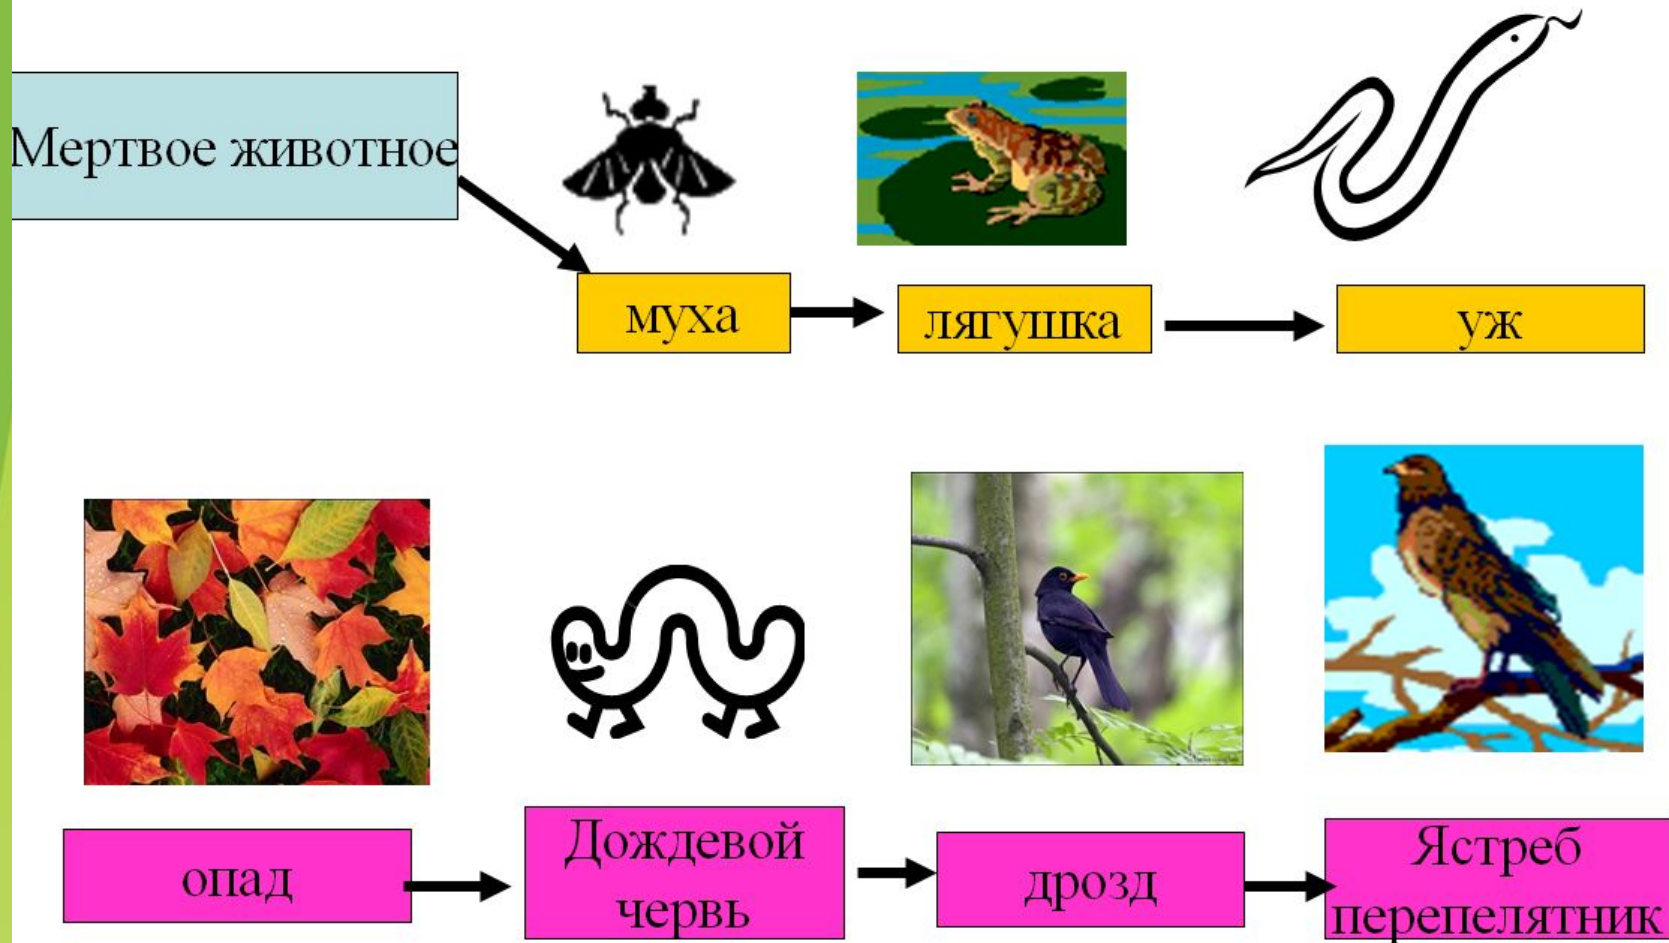 Мертвое животное
муха
лягушка
уж
опад
Дождевой
червь
дрозд
Ястреб
перепелятник